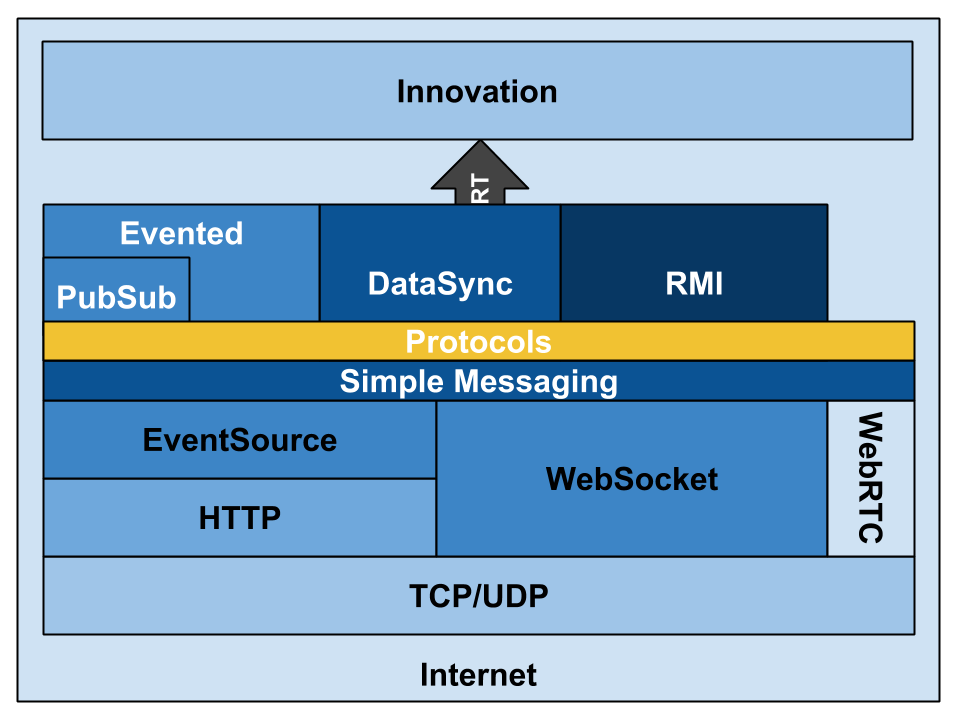 Innovation
RT
Evented
DataSync
RMI
PubSub
Protocols
Simple Messaging
EventSource
WebSocket
WebRTC
HTTP
TCP/UDP
Internet